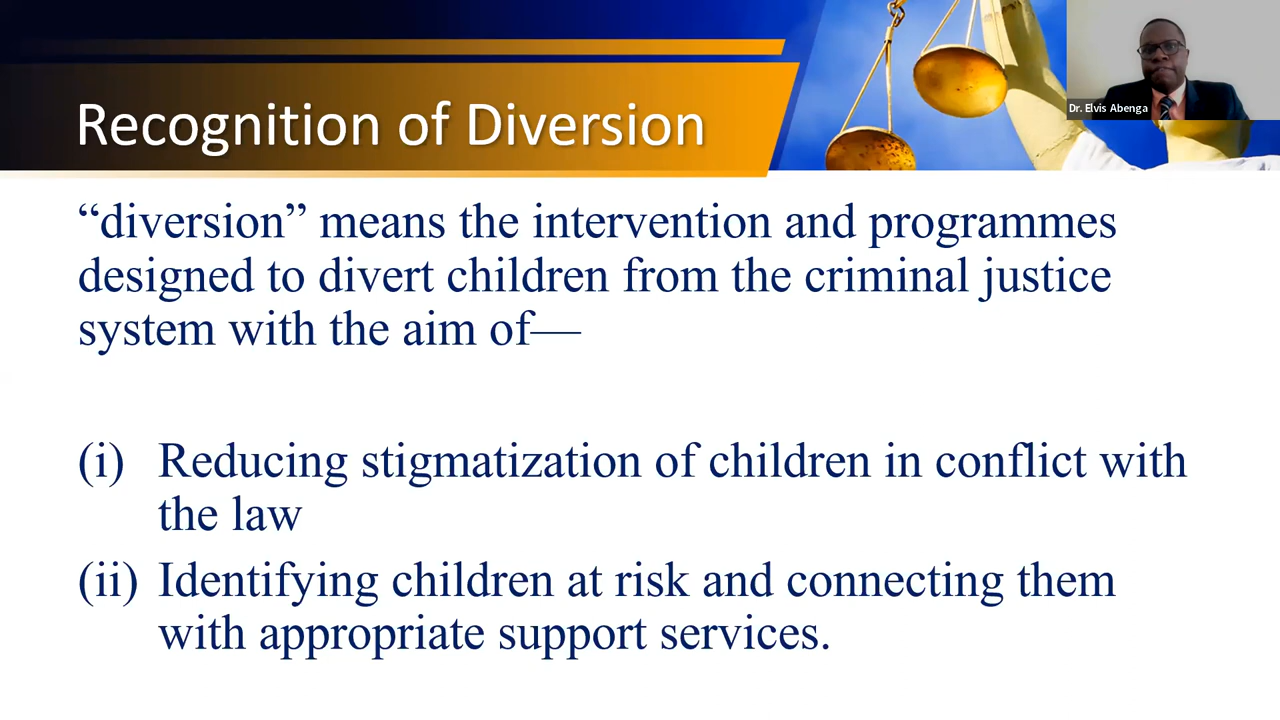 Recognition of Diversion
Dr. Elvis Abenga
“diversion” means the intervention and programmes
designed to divert children from the criminal justice
system with the aim of—
(i) Reducing stigmatization of children in conflict with
the law
(ii) Identifying children at risk and connecting them
with appropriate support services.